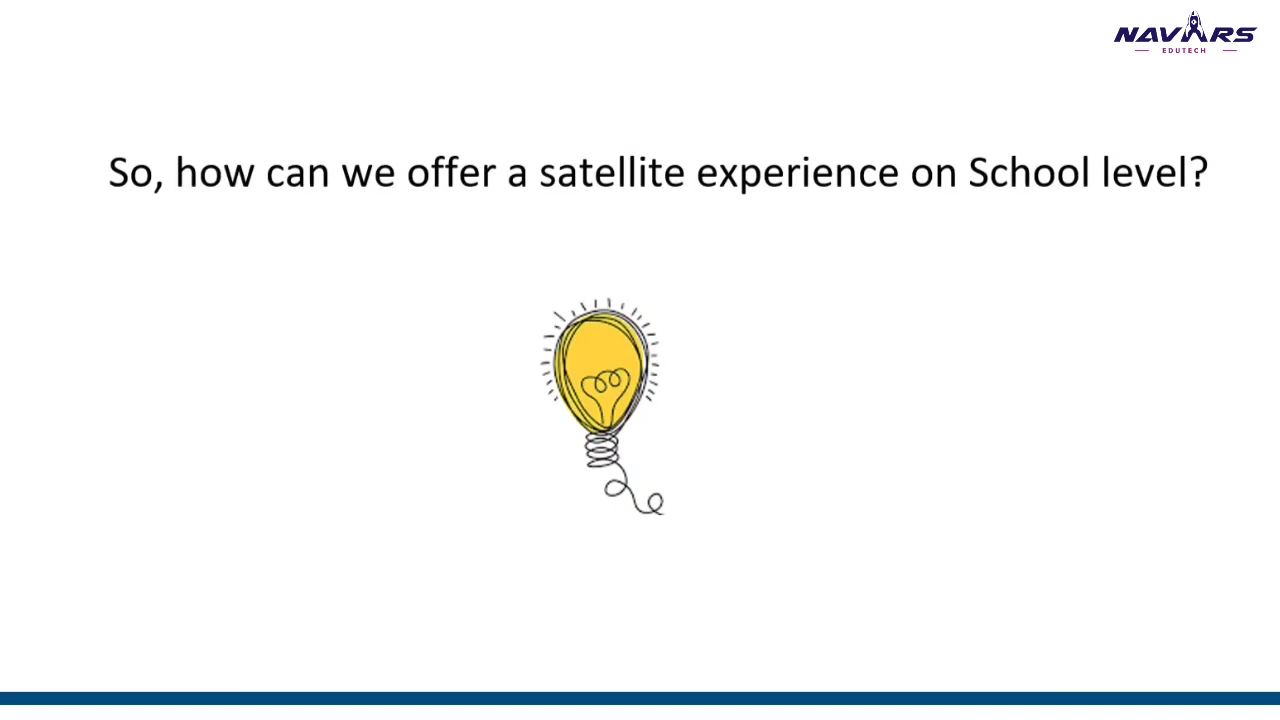 NAVARS
EDUTECH
So, how can we offer a satellite experience on School level?